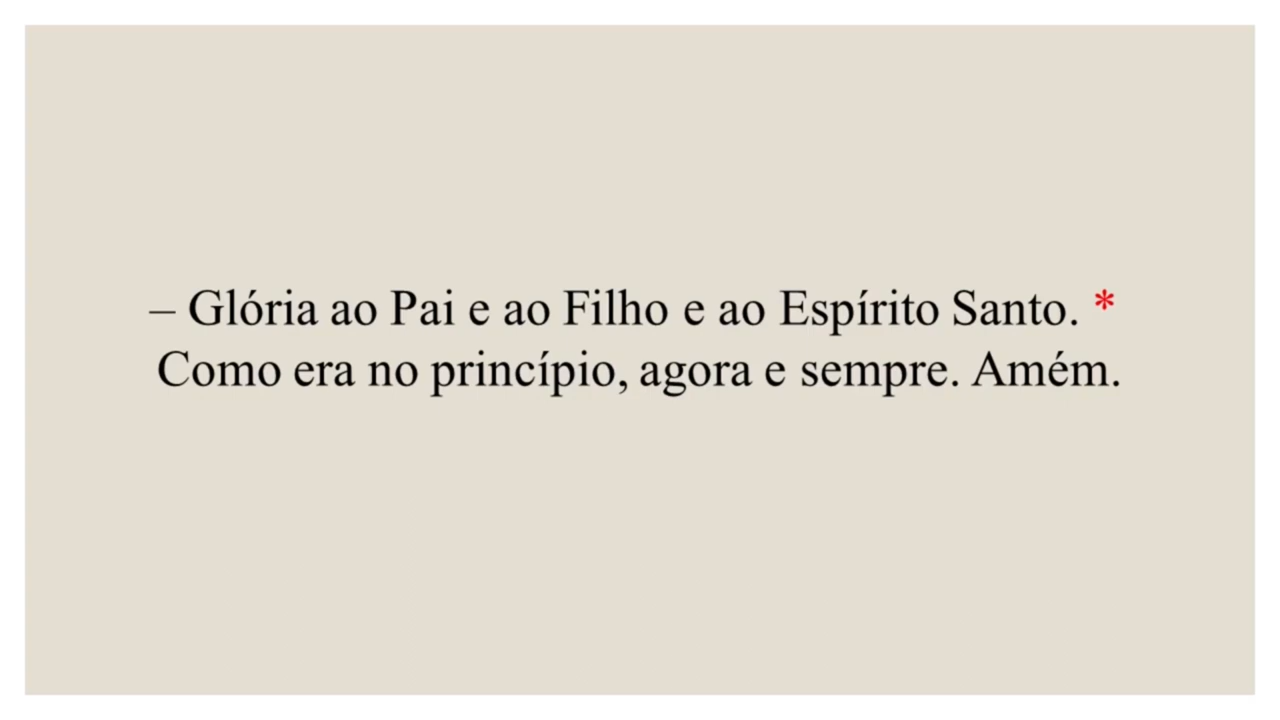 – Glória ao Pai e ao Filho e ao Espírito Santo. *
Como era no princípio, agora e sempre. Amém.